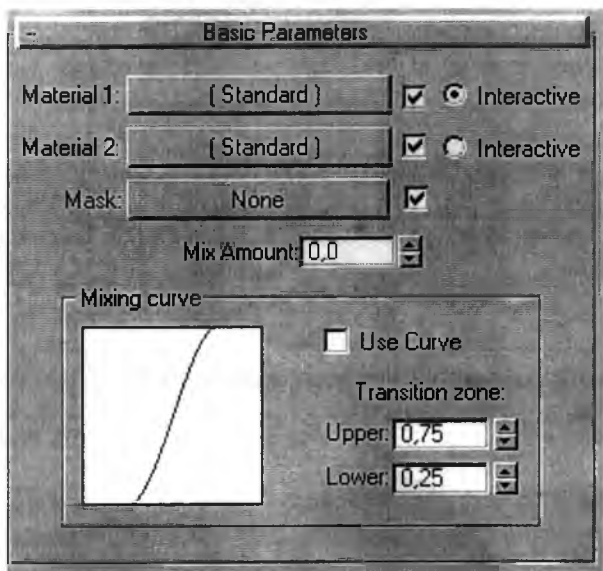 - Basic Parameters
Material 1: ( Standard ) Interactive
Material 2: ( Standard ) Interactive
Mask: None
Mix Amount: 0,0
Mixing curve
Use Curve
Transition zone:
Upper: 0,75
Lower: 0,25